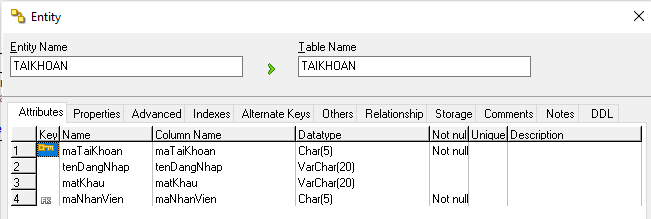 Entity
Entity Name
Table Name
TAIKHOAN
TAIKHOAN
Attributes Properties Advanced Indexes Alternate Keys Others Relationship Storage Comments Notes DDL
Key Name Column Name Datatype Not null Unique Description
1 maTaiKhoan maTaiKhoan Char(5) Not null
2 tenDangNhap tenDangNhap VarChar(20)
3 matKhau matKhau VarChar(20)
4 FK maNhanVien maNhanVien Char(5) Not null